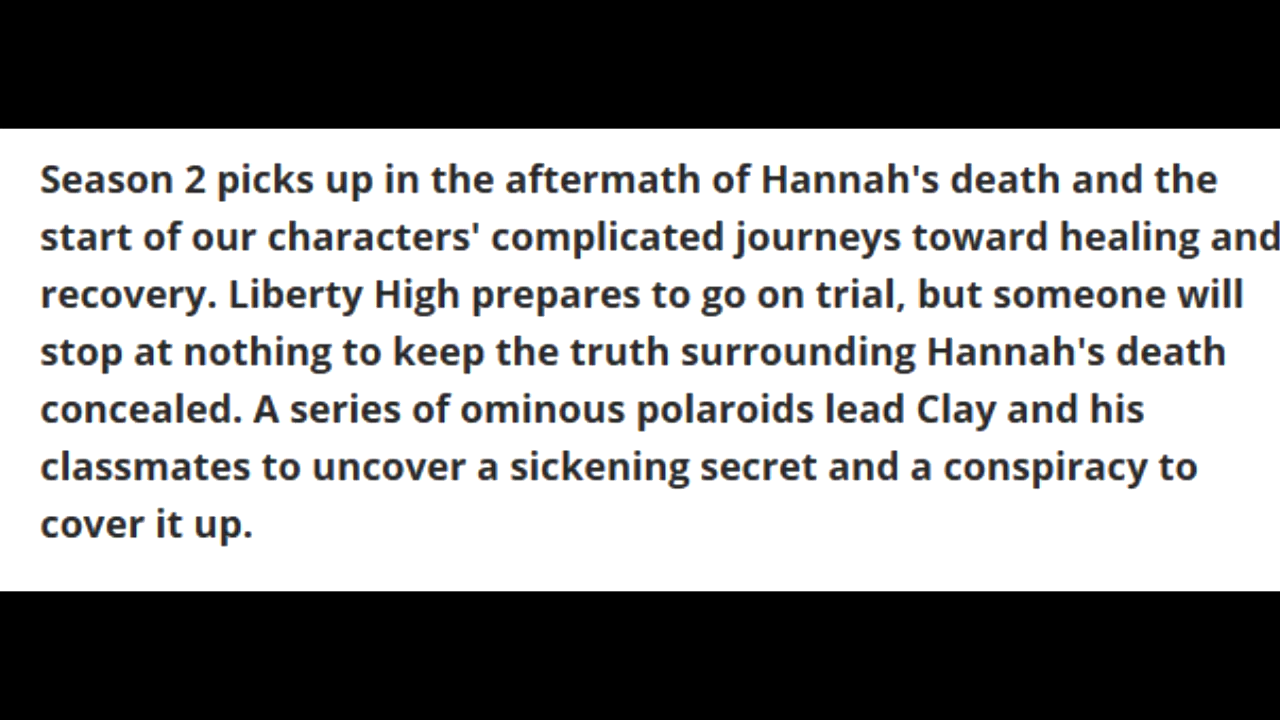 Season 2 picks up in the aftermath of Hannah's death and the
start of our characters' complicated journeys toward healing and
recovery. Liberty High prepares to go on trial, but someone will
stop at nothing to keep the truth surrounding Hannah's death
concealed. A series of ominous polaroids lead Clay and his
classmates to uncover a sickening secret and a conspiracy to
cover it up.